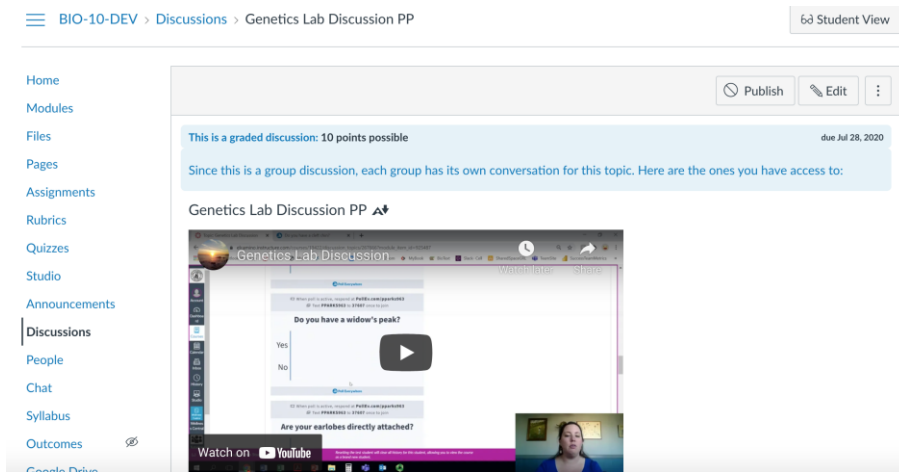 BIO-10-DEV › Discussions › Genetics Lab Discussion PP
Student View
Home
Modules
Files
Pages
Assignments
Rubrics
Quizzes
Studio
Announcements
Discussions
People
Chat
Syllabus
Outcomes
Google Drive
Publish
Edit
This is a graded discussion: 10 points possible
due Jul 28, 2020
Since this is a group discussion, each group has its own conversation for this topic. Here are the ones you have access to:
Genetics Lab Discussion PP
Genetics Lab Discussion
Watch later
Share
Do you have a widow's peak?
Yes
No
Are your earlobes directly attached?
Watch on YouTube